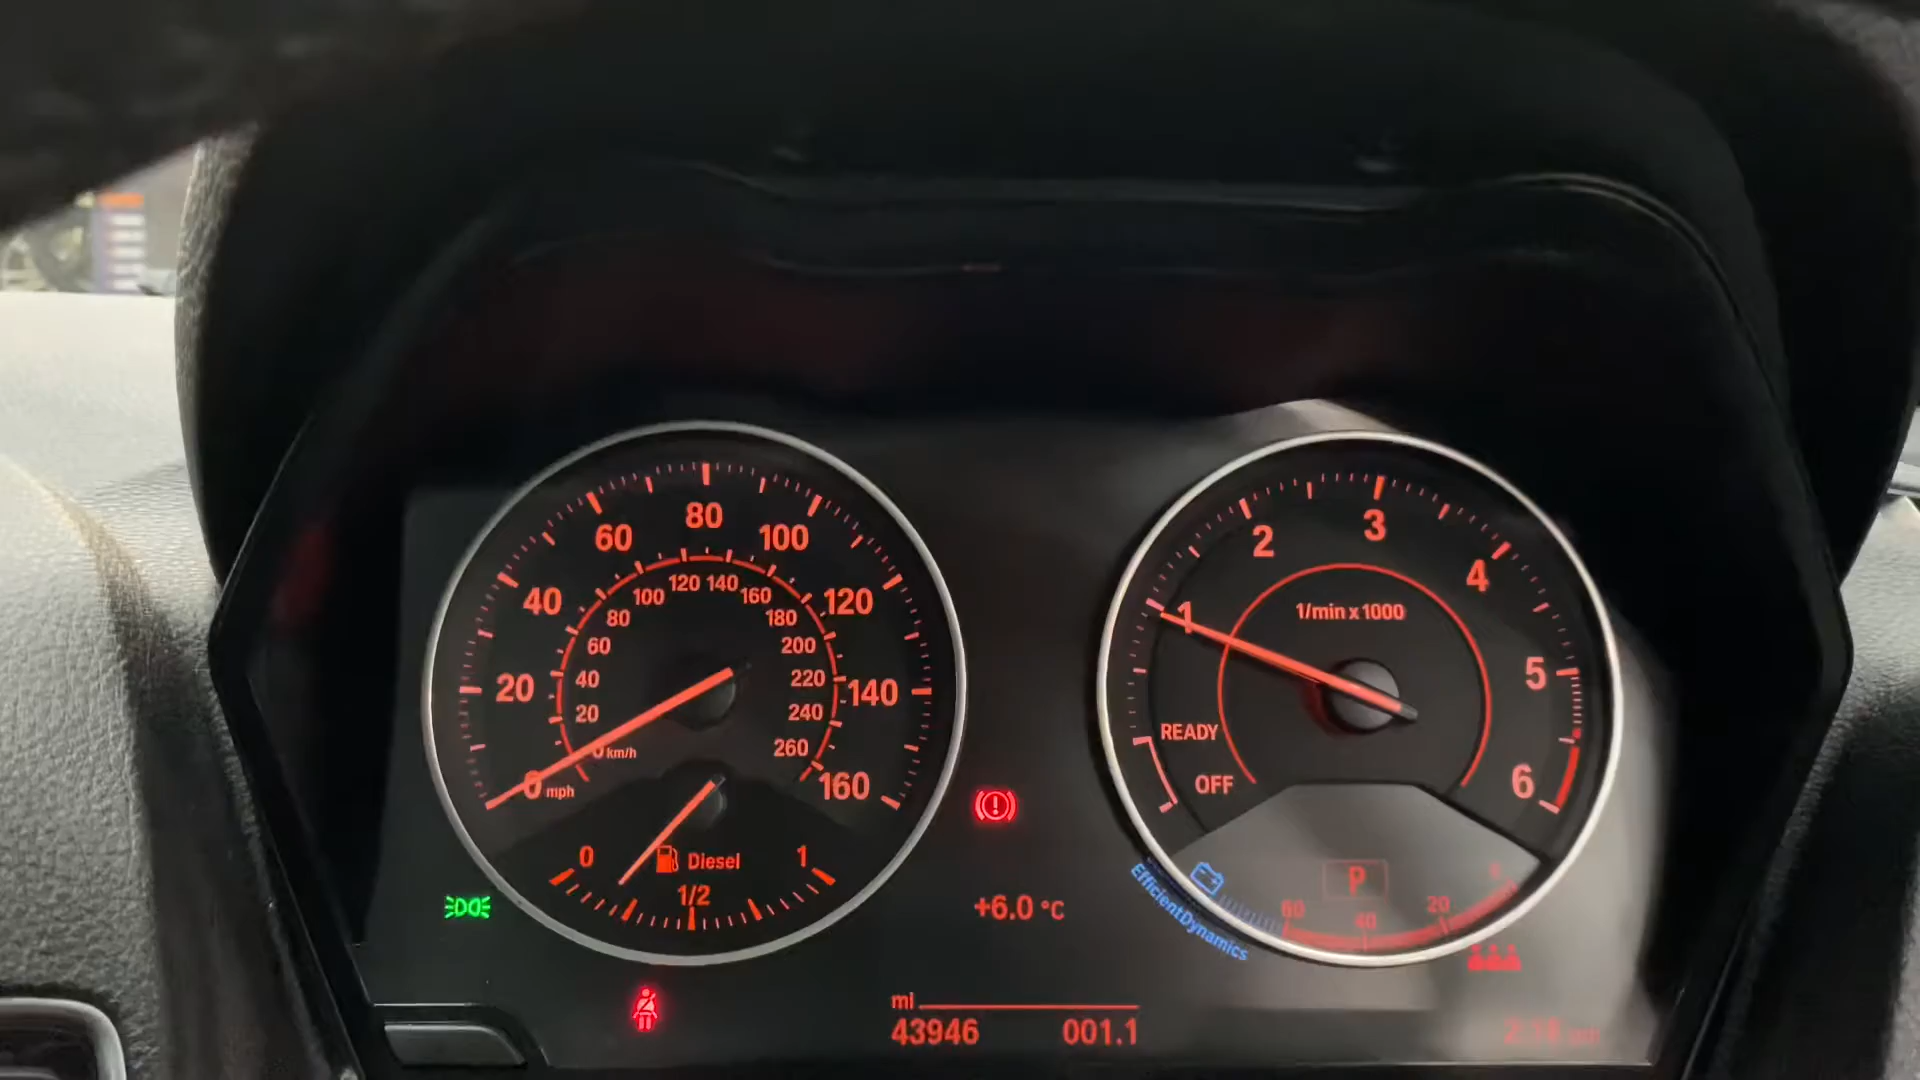 80
60
100
40
120
20
140
0 mph
160
100 120 140 160
80
180
60
200
40
220
20
240
0 km/h
260
Diesel
0
1/2
1
+6.0 °C
mi
43946 001.1
3
2
4
1
5
6
1/min x 1000
READY
OFF
P
60
40
20
EfficientDynamics